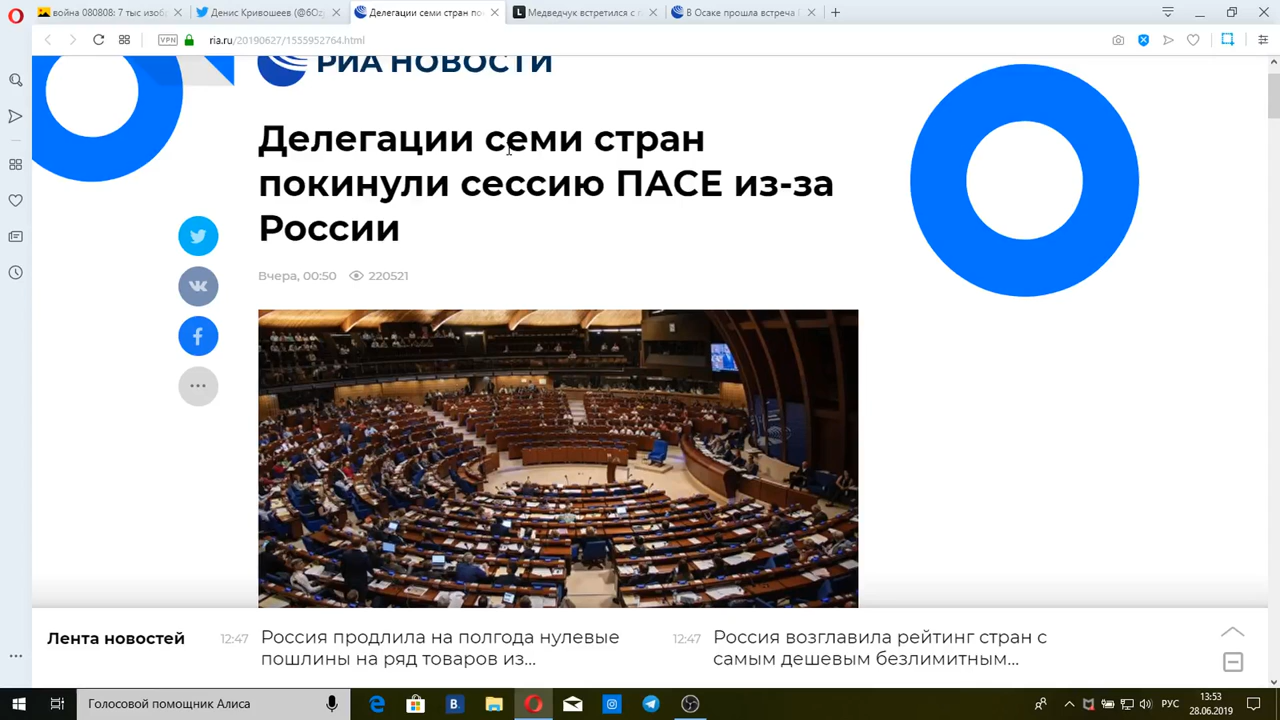 война 080808: 7 тыс изоб
Денис Кривошеев (@6Ozj
Делегации семи стран по
Медведчук встретился с
В Осаке прошла встреча
VPN
ria.ru/20190627/1555952764.html
РИА НОВОСТИ
Делегации семи стран
покинули сессию ПАСЕ из-за
России
Вчера, 00:50 220521
Лента новостей
12:47 Россия продлила на полгода нулевые
пошлины на ряд товаров из...
12:47 Россия возглавила рейтинг стран с
самым дешевым безлимитным...
Голосовой помощник Алиса
РУС
13:53
28.06.2019